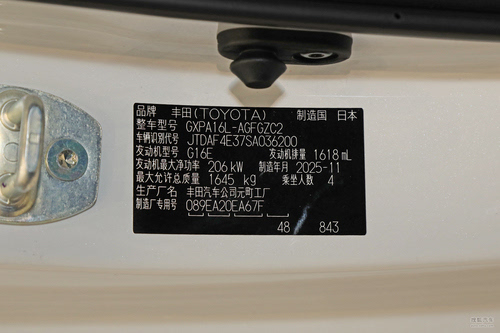 品牌 丰田(TOYOTA) 制造国 日本
整车型号 GXPA16L-AGFGZC2
车辆识别代号 JTDAF4E37SA036200
发动机型号 G16E 发动机排量 1618 mL
发动机最大净功率 206 kW 制造年月 2025-11
最大允许总质量 1645 kg 乘坐人数 4
生产厂名 丰田汽车公司元町工厂
制造厂专用号 089EA20EA67F
48 843